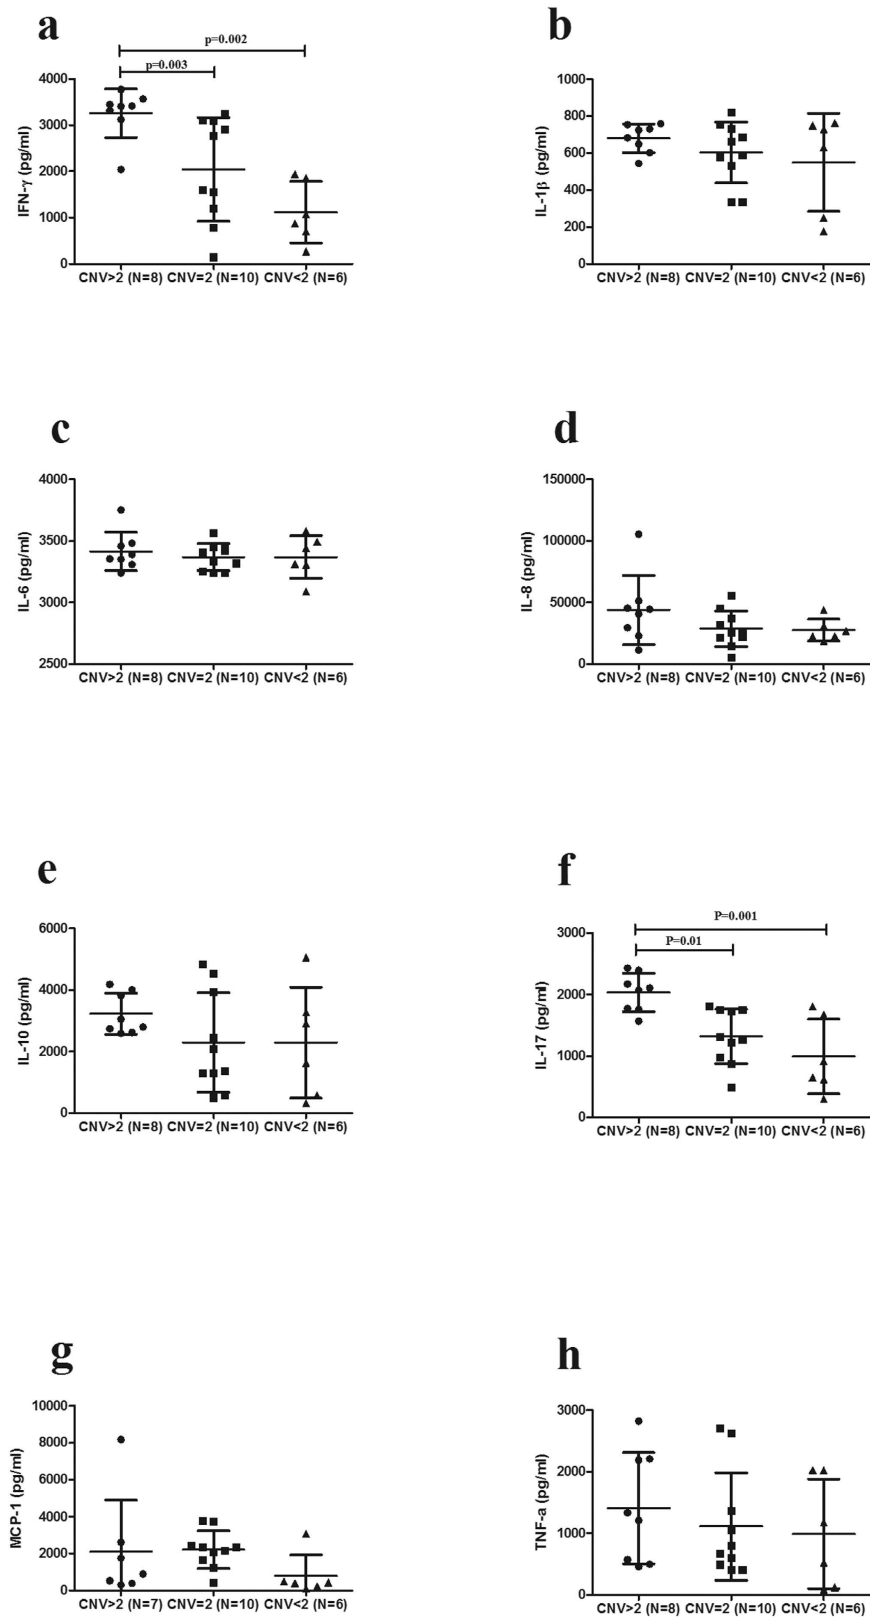 a
p=0.002
p=0.003
4000
3000
2000
1000
0
IFN-γ (pg/ml)
CNV>2 (N=8) CNV=2 (N=10) CNV<2 (N=6)
b
1000
800
600
400
200
0
IL-1β (pg/ml)
CNV>2 (N=8) CNV=2 (N=10) CNV<2 (N=6)
c
4000
3500
3000
2500
IL-6 (pg/ml)
CNV>2 (N=8) CNV=2 (N=10) CNV<2 (N=6)
d
150000
100000
50000
0
IL-8 (pg/ml)
CNV>2 (N=8) CNV=2 (N=10) CNV<2 (N=6)
e
6000
4000
2000
0
IL-10 (pg/ml)
CNV>2 (N=8) CNV=2 (N=10) CNV<2 (N=6)
f
P=0.001
P=0.01
3000
2000
1000
0
IL-17 (pg/ml)
CNV>2 (N=8) CNV=2 (N=10) CNV<2 (N=6)
g
10000
8000
6000
4000
2000
0
MCP-1 (pg/ml)
CNV>2 (N=7) CNV=2 (N=10) CNV<2 (N=6)
h
3000
2000
1000
0
TNF-a (pg/ml)
CNV>2 (N=8) CNV=2 (N=10) CNV<2 (N=6)